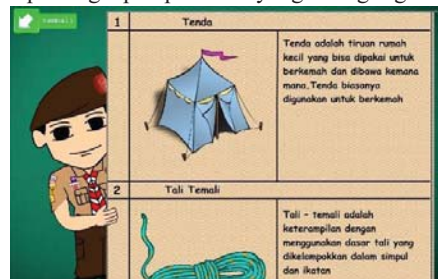 kembali
1 Tenda
Tenda adalah tiruan rumah
kecil yang bisa dipakai untuk
berkemah dan dibawa kemana
mana.Tenda biasanya
digunakan untuk berkemah
2 Tali Temali
Tali - temali adalah
keterampilan dengan
menggunakan dasar tali yang
dikelompokkan dalam simpul
dan ikatan